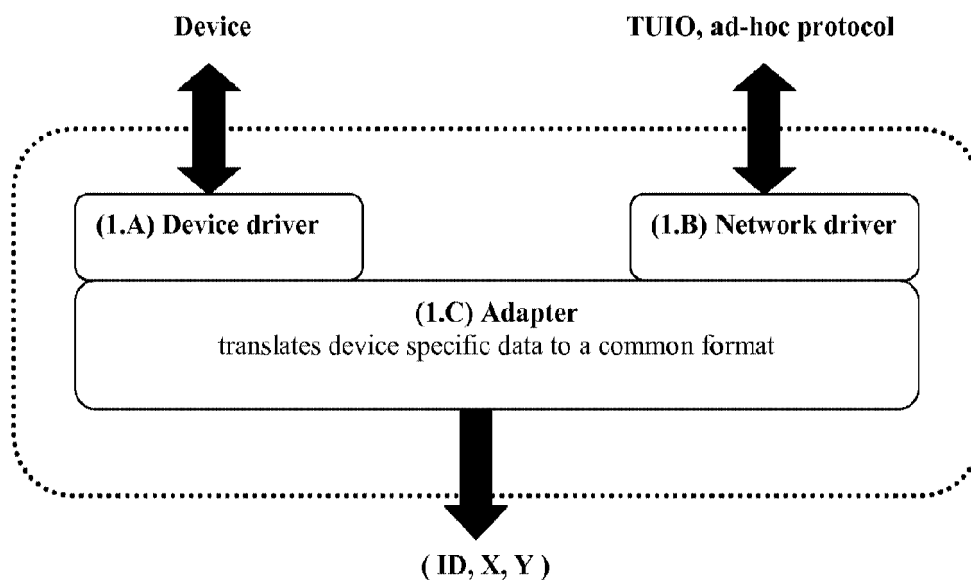 Device
TUIO, ad-hoc protocol
(1.A) Device driver
(1.B) Network driver
(1.C) Adapter
translates device specific data to a common format
( ID, X, Y )